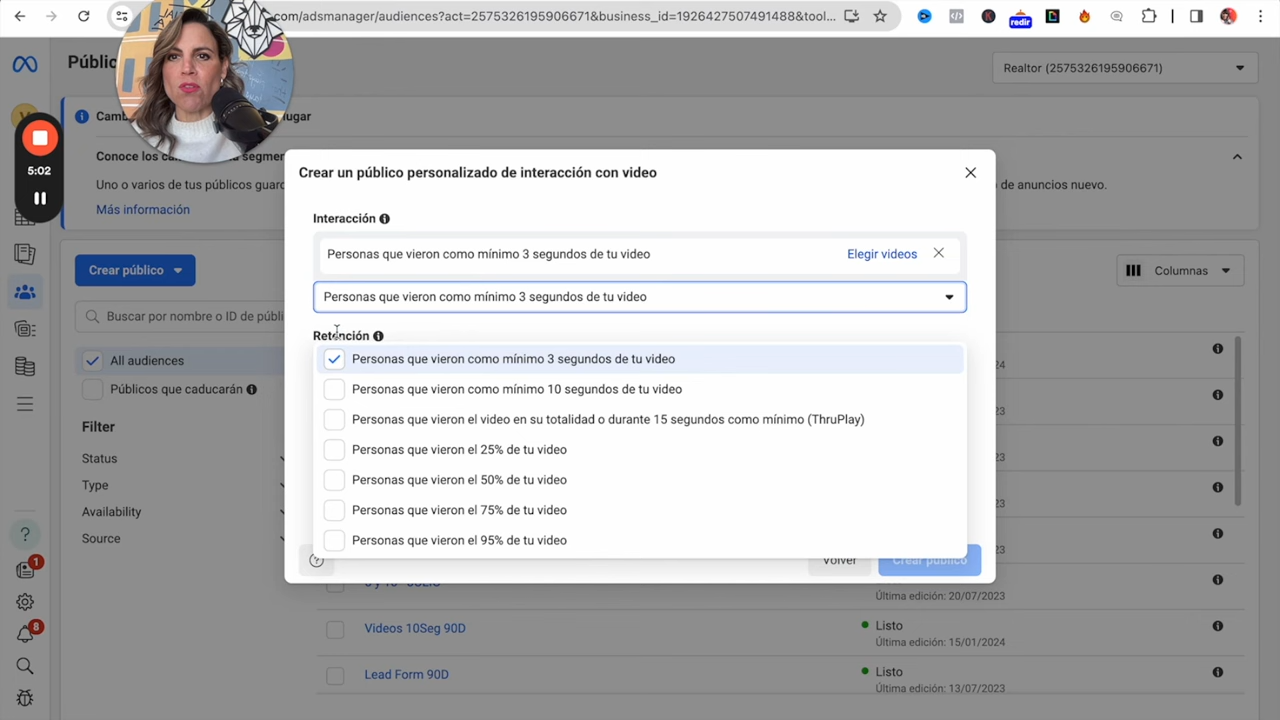 .com/adsmanager/audiences?act=2575326195906671&business_id=1926427507491488&tool...
redir
Públic
Realtor (2575326195906671)
5:02
Conoce los
Uno o varios de tus públicos
de anuncios nuevo.
Más información
Crear público
Columnas
Buscar por nombre o ID de públi
All audiences
Públicos que caducarán
Filter
Status
Type
Availability
Source
Crear un público personalizado de interacción con video
Interacción
Personas que vieron como mínimo 3 segundos de tu video
Elegir videos
Personas que vieron como mínimo 3 segundos de tu video
Retención
Personas que vieron como mínimo 3 segundos de tu video
Personas que vieron como mínimo 10 segundos de tu video
Personas que vieron el video en su totalidad o durante 15 segundos como mínimo (ThruPlay)
Personas que vieron el 25% de tu video
Personas que vieron el 50% de tu video
Personas que vieron el 75% de tu video
Personas que vieron el 95% de tu video
Volver
Crear público
Última edición: 20/07/2023
Videos 10Seg 90D
Listo
Última edición: 15/01/2024
Lead Form 90D
Listo
Última edición: 13/07/2023
1
8